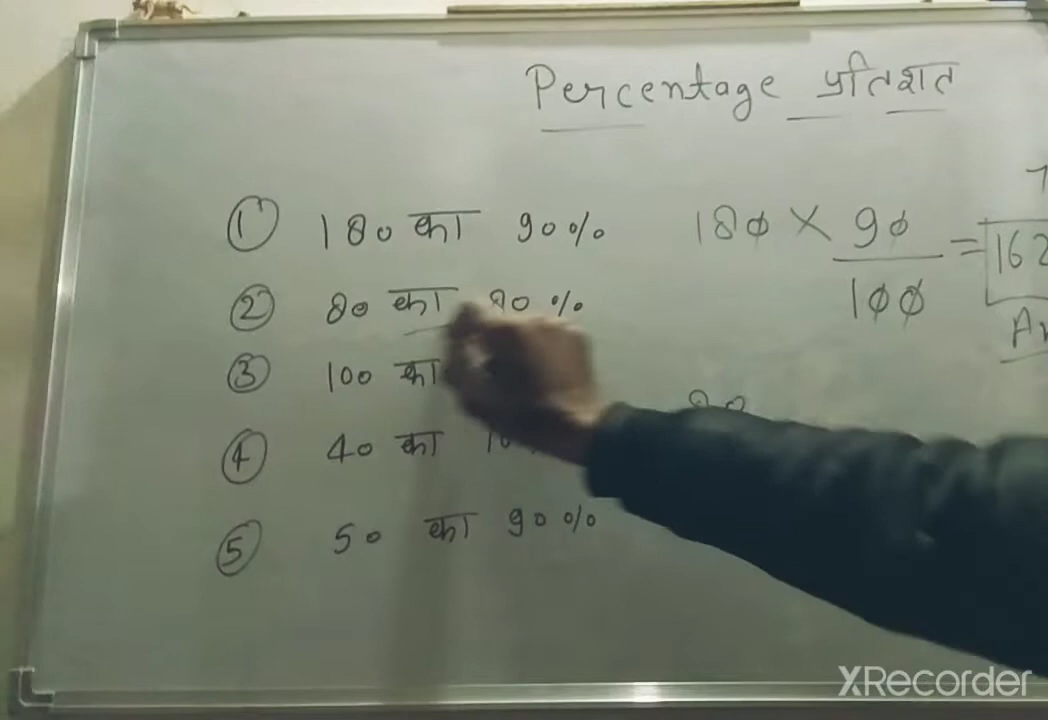 Percentage प्रतिशत
① 180 का 90% 180 × 90/100 = 162
② 80 का %
③ 100 का
④ 40 का
⑤ 50 का 90%
XRecorder